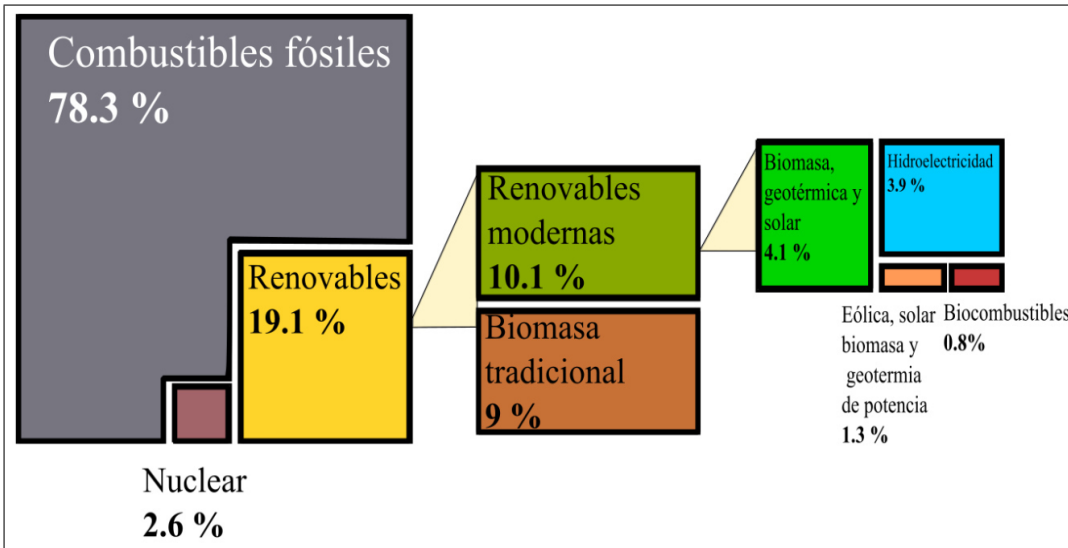 Combustibles fósiles
78.3 %
Renovables
19.1 %
Nuclear
2.6 %
Renovables
modernas
10.1 %
Biomasa
tradicional
9 %
Biomasa,
geotérmica y
solar
4.1 %
Hidroelectricidad
3.9 %
Eólica, solar
biomasa y
geotermia
de potencia
1.3 %
Biocombustibles
0.8%